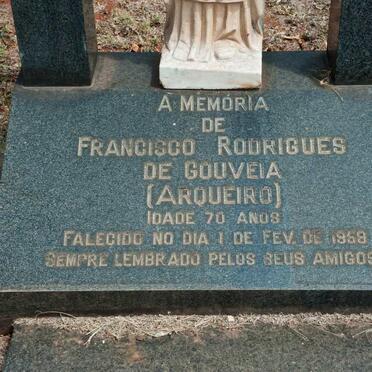 A MEMÓRIA
DE
FRANCISCO RODRIGUES
DE GOUVEIA
(ARQUEIRO)
IDADE 70 ANOS
FALECIDO NO DIA 1 DE FEV. DE 1958
SEMPRE LEMBRADO PELOS SEUS AMIGOS